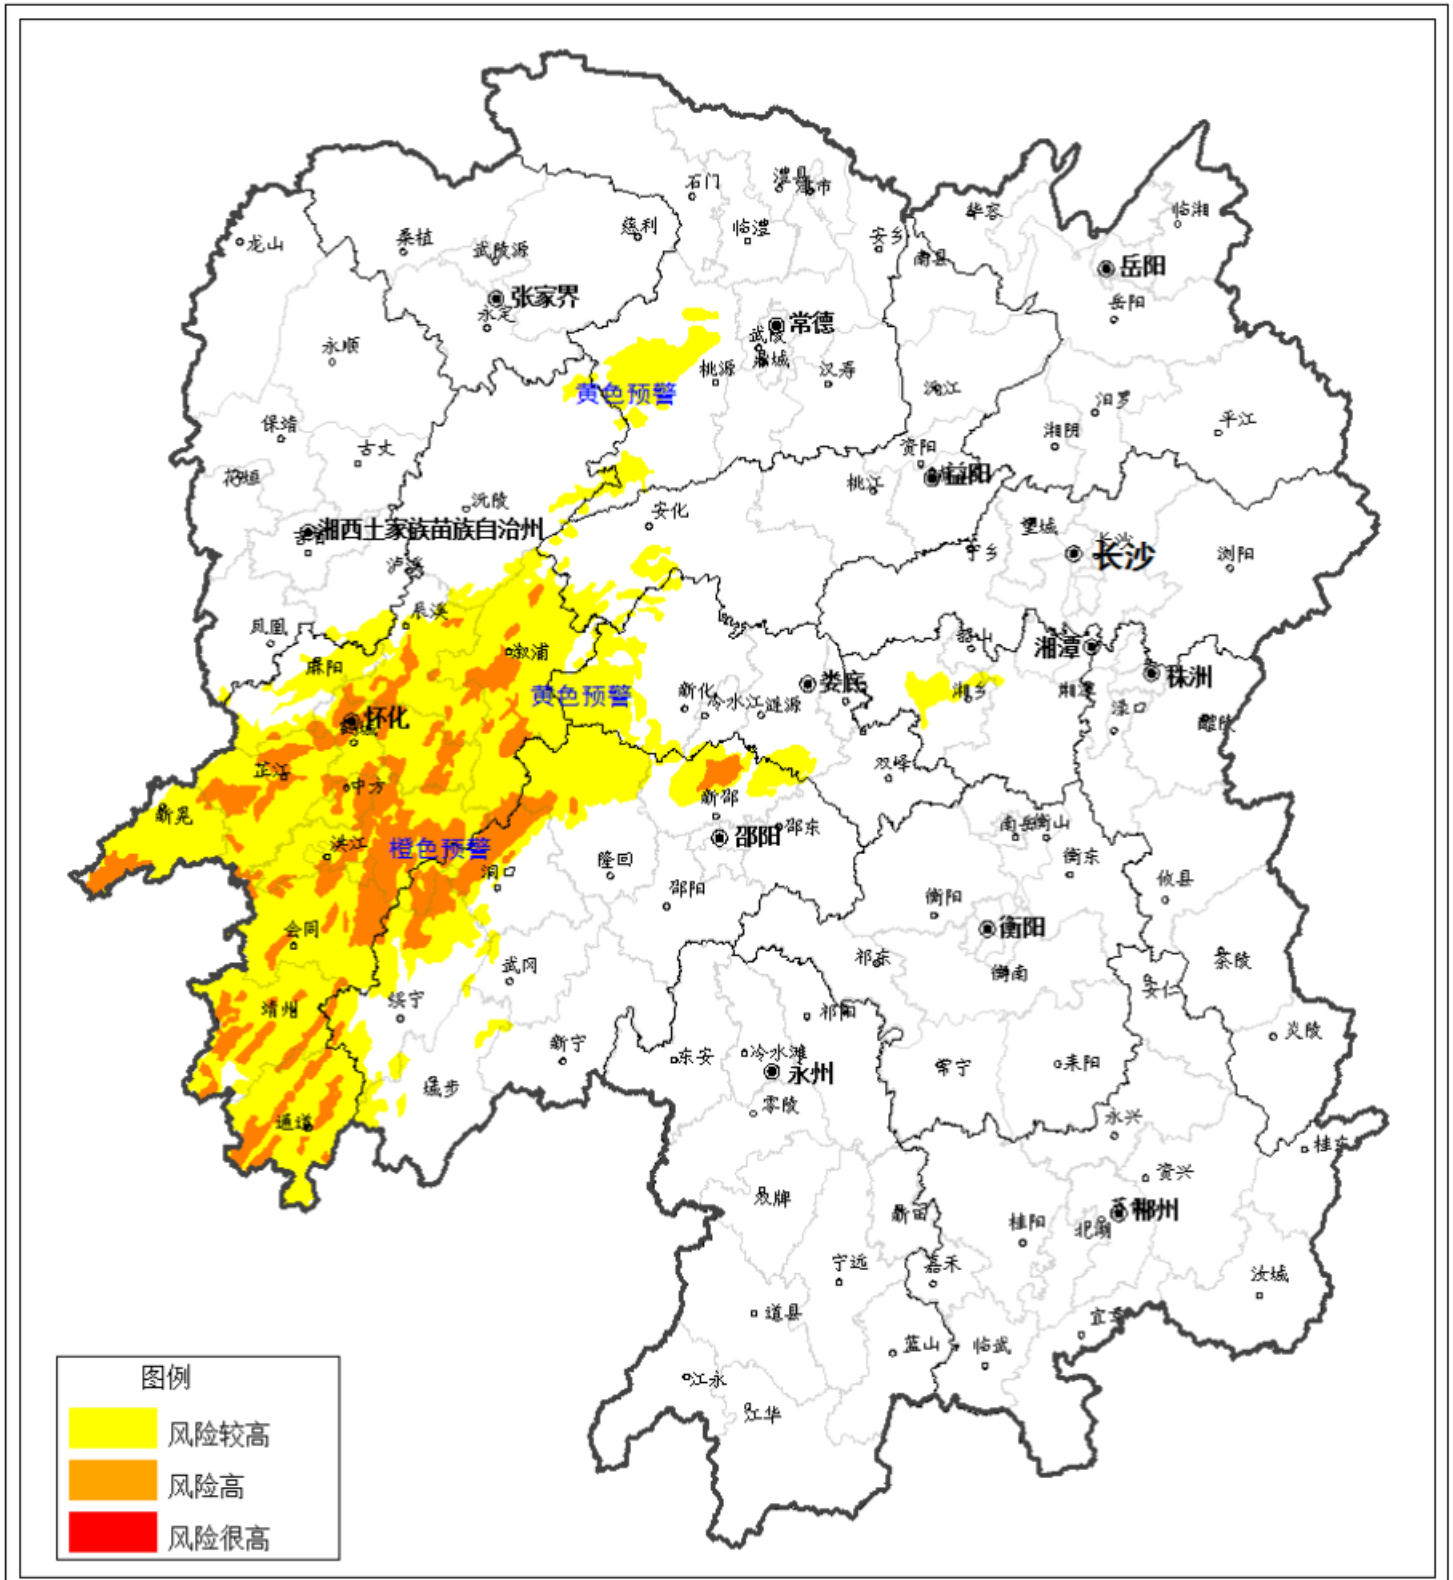 石门
澧县
津市
临湘
华容
龙山
桑植
武陵源
慈利
临澧
安乡
南县
岳阳
张家界
岳阳
永定
常德
武陵
永顺
鼎城
桃源
汉寿
黄色预警
沅江
汨罗
平江
保靖
湘阴
古丈
资阳
花垣
益阳
桃江
沅陵
安化
望城
湘西土家族苗族自治州
长沙
长沙
宁乡
浏阳
辰溪
凤凰
韶山
湘潭
溆浦
麻阳
珠洲
娄底
黄色预警
新化
湘乡
湘潭
冷水江
涟源
渌口
怀化
醴陵
芷江
双峰
中方
新邵
新晃
南岳
衡山
邵阳
邵东
洪江
橙色预警
衡东
隆回
洞口
攸县
邵阳
衡阳
会同
衡阳
祁东
武冈
衡南
茶陵
安仁
绥宁
靖州
祁阳
炎陵
新宁
东安
冷水滩
永州
常宁
耒阳
城步
零陵
通道
永兴
桂东
资兴
双牌
新田
桂阳
郴州
北湖
宁远
嘉禾
汝城
道县
宜章
蓝山
临武
江永
江华
图例
风险较高
风险高
风险很高